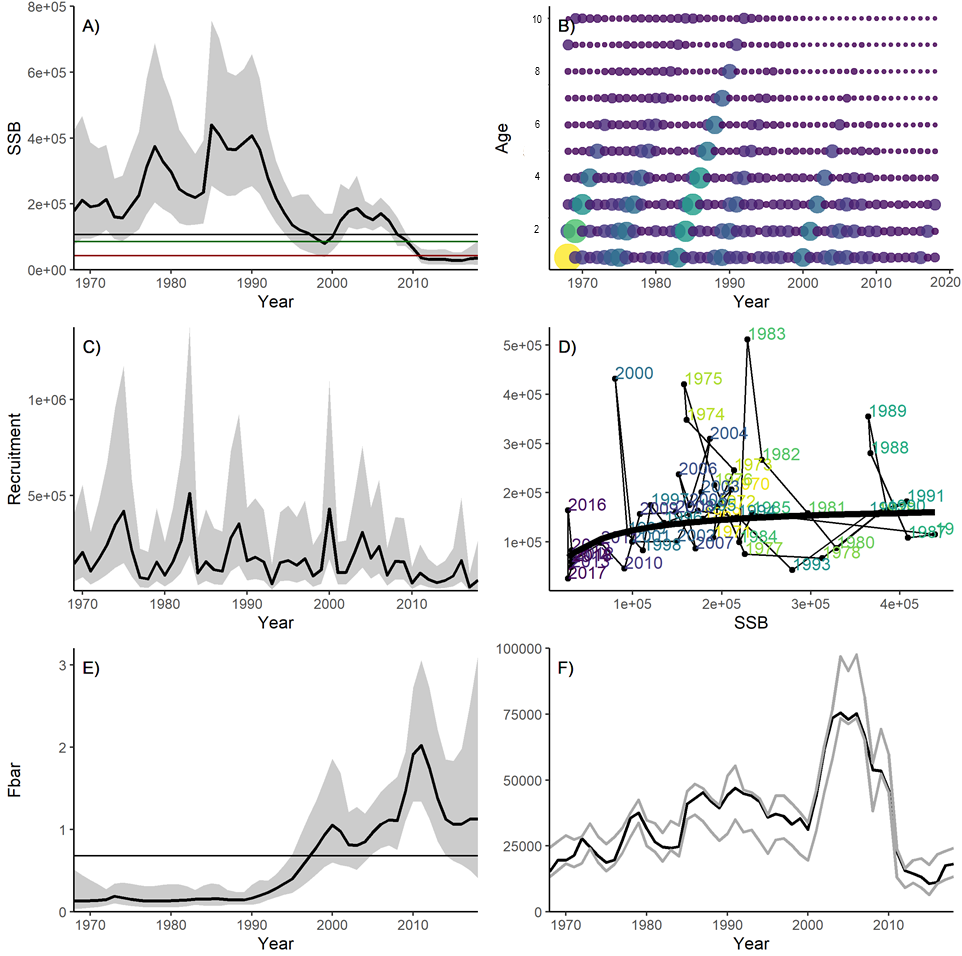 A)
SSB
8e+05
6e+05
4e+05
2e+05
0e+00
1970 1980 1990 2000 2010
Year
B)
Age
10
8
6
4
2
1970 1980 1990 2000 2010 2020
Year
C)
Recruitment
1e+06
5e+05
1970 1980 1990 2000 2010
Year
D)
5e+05
4e+05
3e+05
2e+05
1e+05
1983
2000
1975
1974
1989
2004
1982
1988
2006
2016
1991
1985
1981
1984
2002
2007
1977
1980
1978
1998
1993
2010
2013
2017
1e+05 2e+05 3e+05 4e+05
SSB
E)
Fbar
3
2
1
0
1970 1980 1990 2000 2010
Year
F)
100000
75000
50000
25000
0
1970 1980 1990 2000 2010
Year